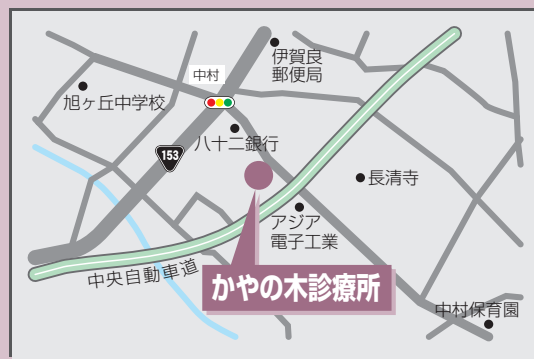 伊賀良
郵便局
中村
旭ヶ丘中学校
八十二銀行
153
長清寺
アジア
電子工業
中央自動車道
かやの木診療所
中村保育園